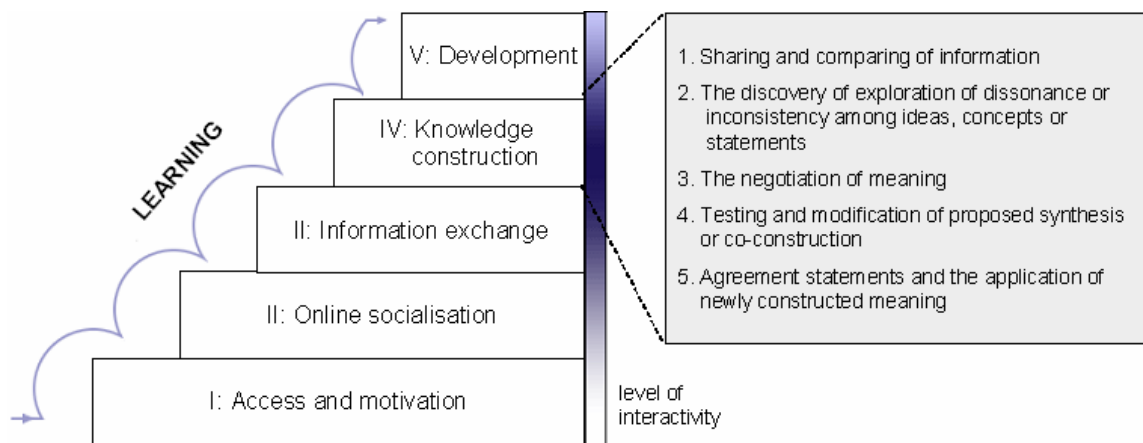 LEARNING
V: Development
IV: Knowledge
construction
II: Information exchange
II: Online socialisation
I: Access and motivation
level of
interactivity
1. Sharing and comparing of information
2. The discovery of exploration of dissonance or
inconsistency among ideas, concepts or
statements
3. The negotiation of meaning
4. Testing and modification of proposed synthesis
or co-construction
5. Agreement statements and the application of
newly constructed meaning